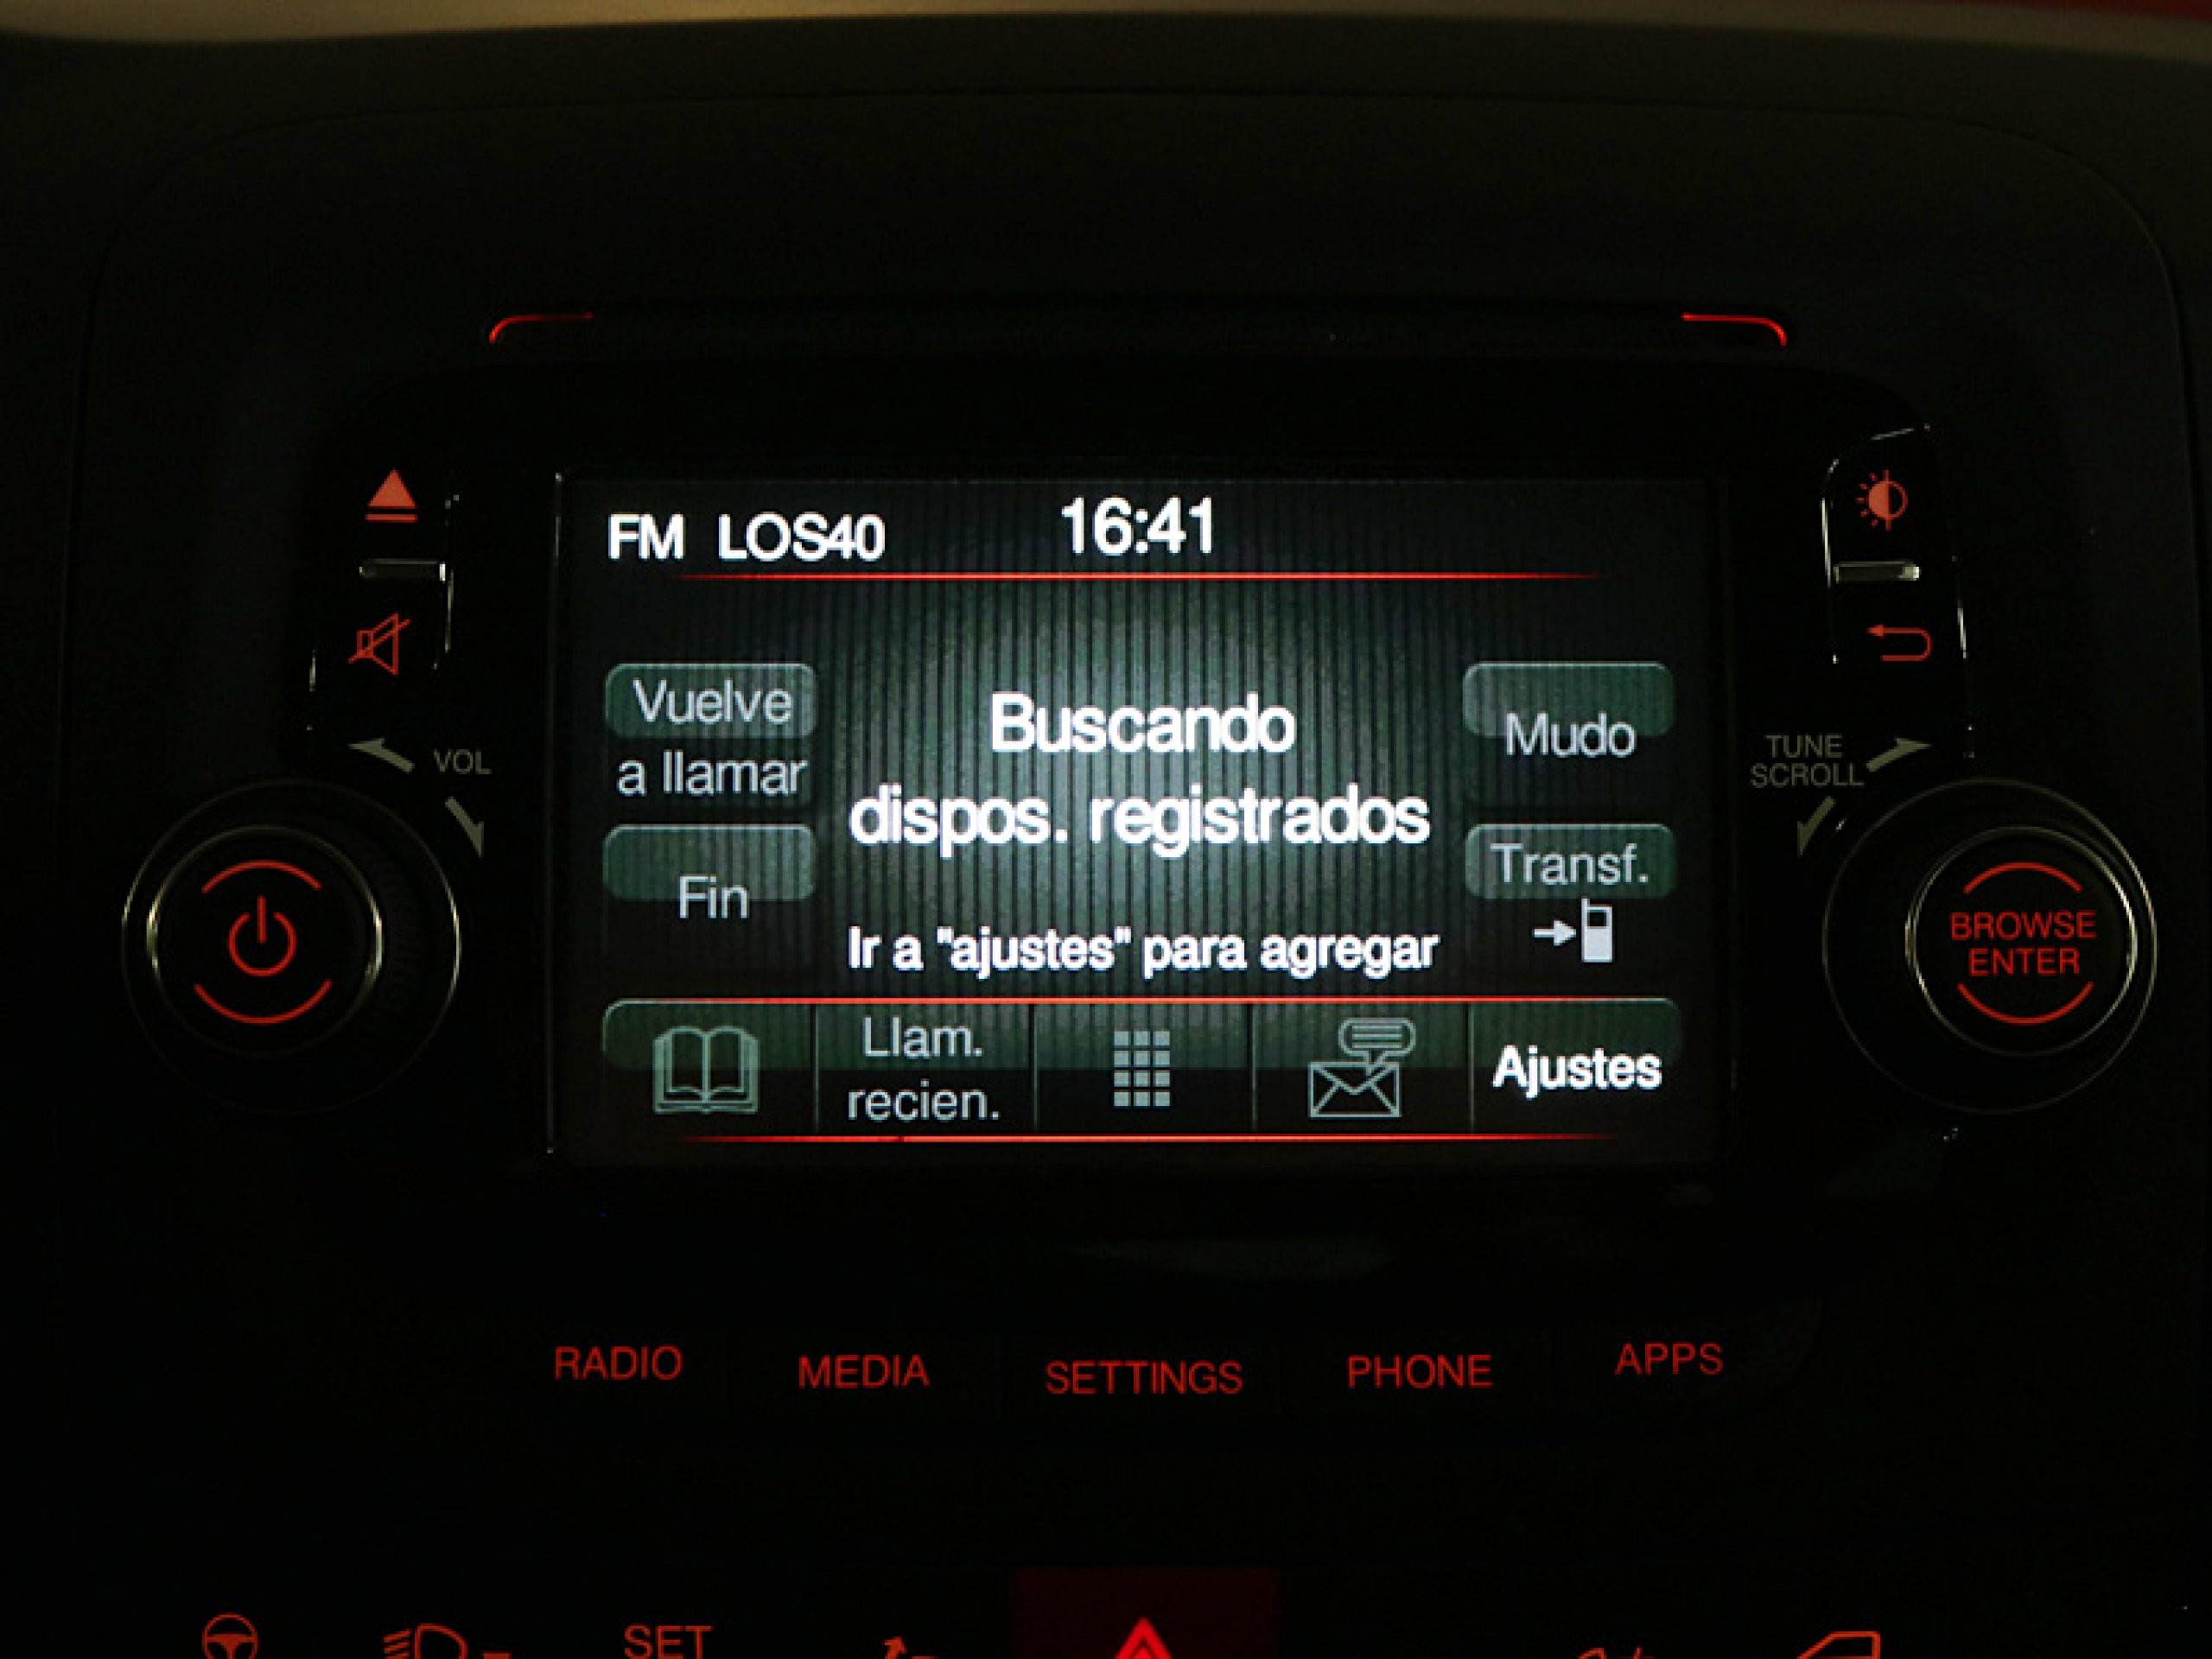 FM LOS40 16:41
VOL
TUNE
SCROLL
Vuelve
a llamar
Buscando
dispos. registrados
Mudo
Fin
Transf.
Ir a "ajustes" para agregar
BROWSE
ENTER
Llam.
recien.
Ajustes
RADIO MEDIA SETTINGS PHONE APPS
SET